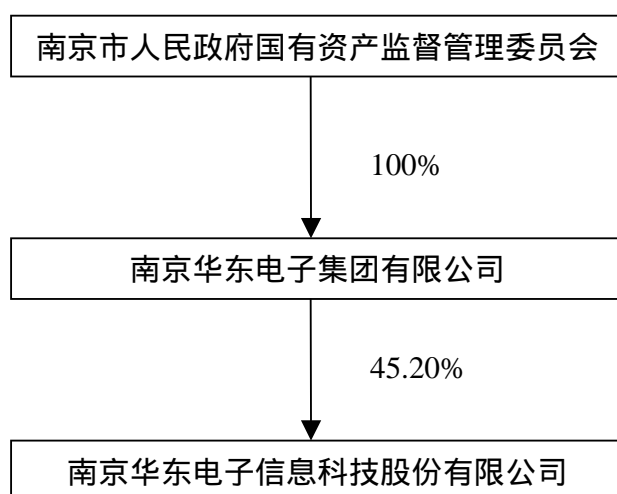 南京市人民政府国有资产监督管理委员会
100%
南京华东电子集团有限公司
45.20%
南京华东电子信息科技股份有限公司